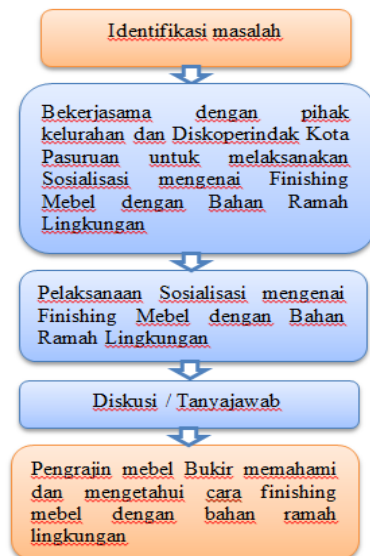 Identifikasi masalah
Bekerjasama dengan pihak
kelurahan dan Diskoperindak Kota
Pasuruan untuk melaksanakan
Sosialisasi mengenai Finishing
Mebel dengan Bahan Ramah
Lingkungan
Pelaksanaan Sosialisasi mengenai
Finishing Mebel dengan Bahan
Ramah Lingkungan
Diskusi / Tanyajawab
Pengrajin mebel Bukir memahami
dan mengetahui cara finishing
mebel dengan bahan ramah
lingkungan